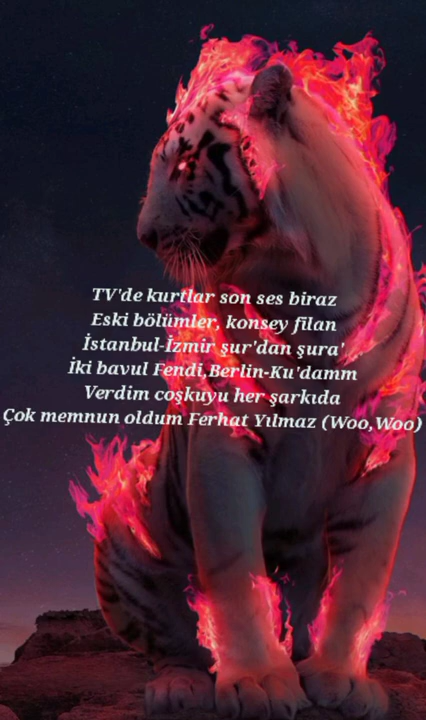 TV'de kurtlar son ses biraz
Eski bölümler, konsey filan
İstanbul-İzmir şur'dan şura'
İki bavul Fendi,Berlin-Ku'damm
Verdim coşkuyu her şarkıda
Çok memnun oldum Ferhat Yılmaz (Woo,Woo)